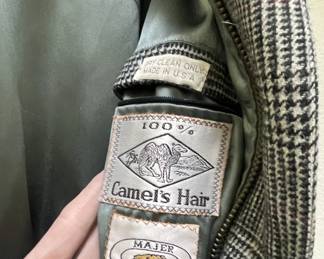 DRY CLEAN ONLY
MADE IN U.S.A.
100%
Camel's Hair
MAJER